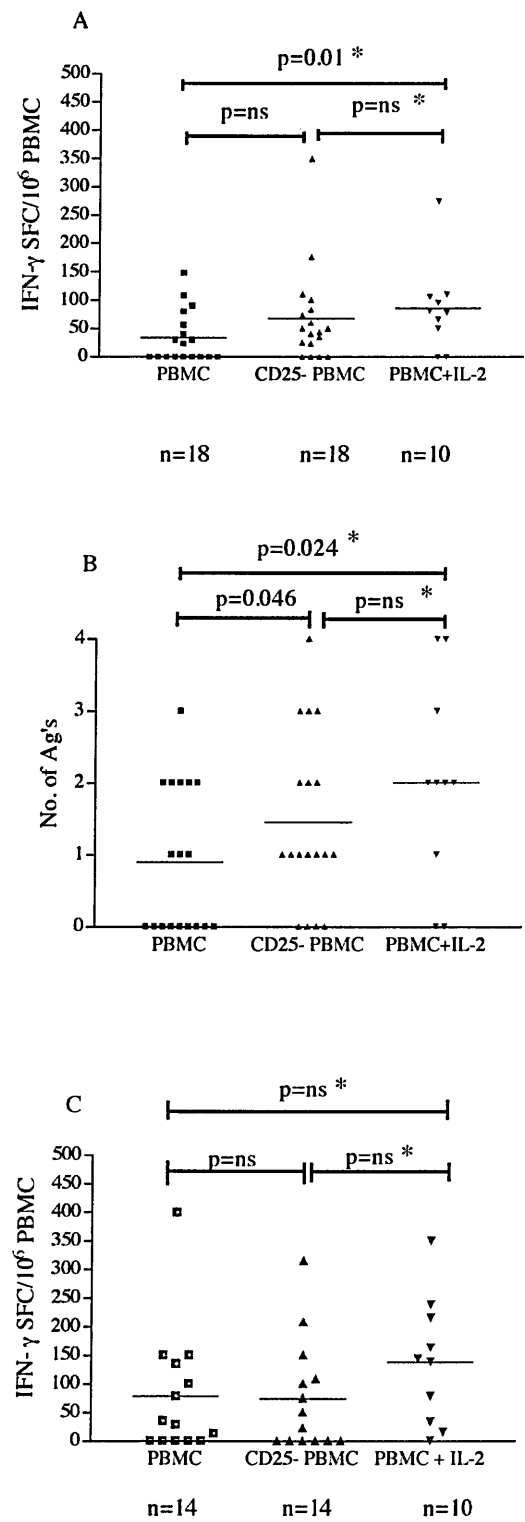 A
p=0.01 *
p=ns
p=ns *
IFN-γ SFC/10⁶ PBMC
500
450
400
350
300
250
200
150
100
50
0
PBMC CD25- PBMC PBMC+IL-2
n=18 n=18 n=10
B
p=0.024 *
p=0.046
p=ns *
No. of Ag's
4
3
2
1
0
PBMC CD25- PBMC PBMC+IL-2
C
p=ns *
p=ns
p=ns *
IFN- γ SFC/10⁶ PBMC
500
450
400
350
300
250
200
150
100
50
0
PBMC CD25- PBMC PBMC + IL-2
n=14 n=14 n=10